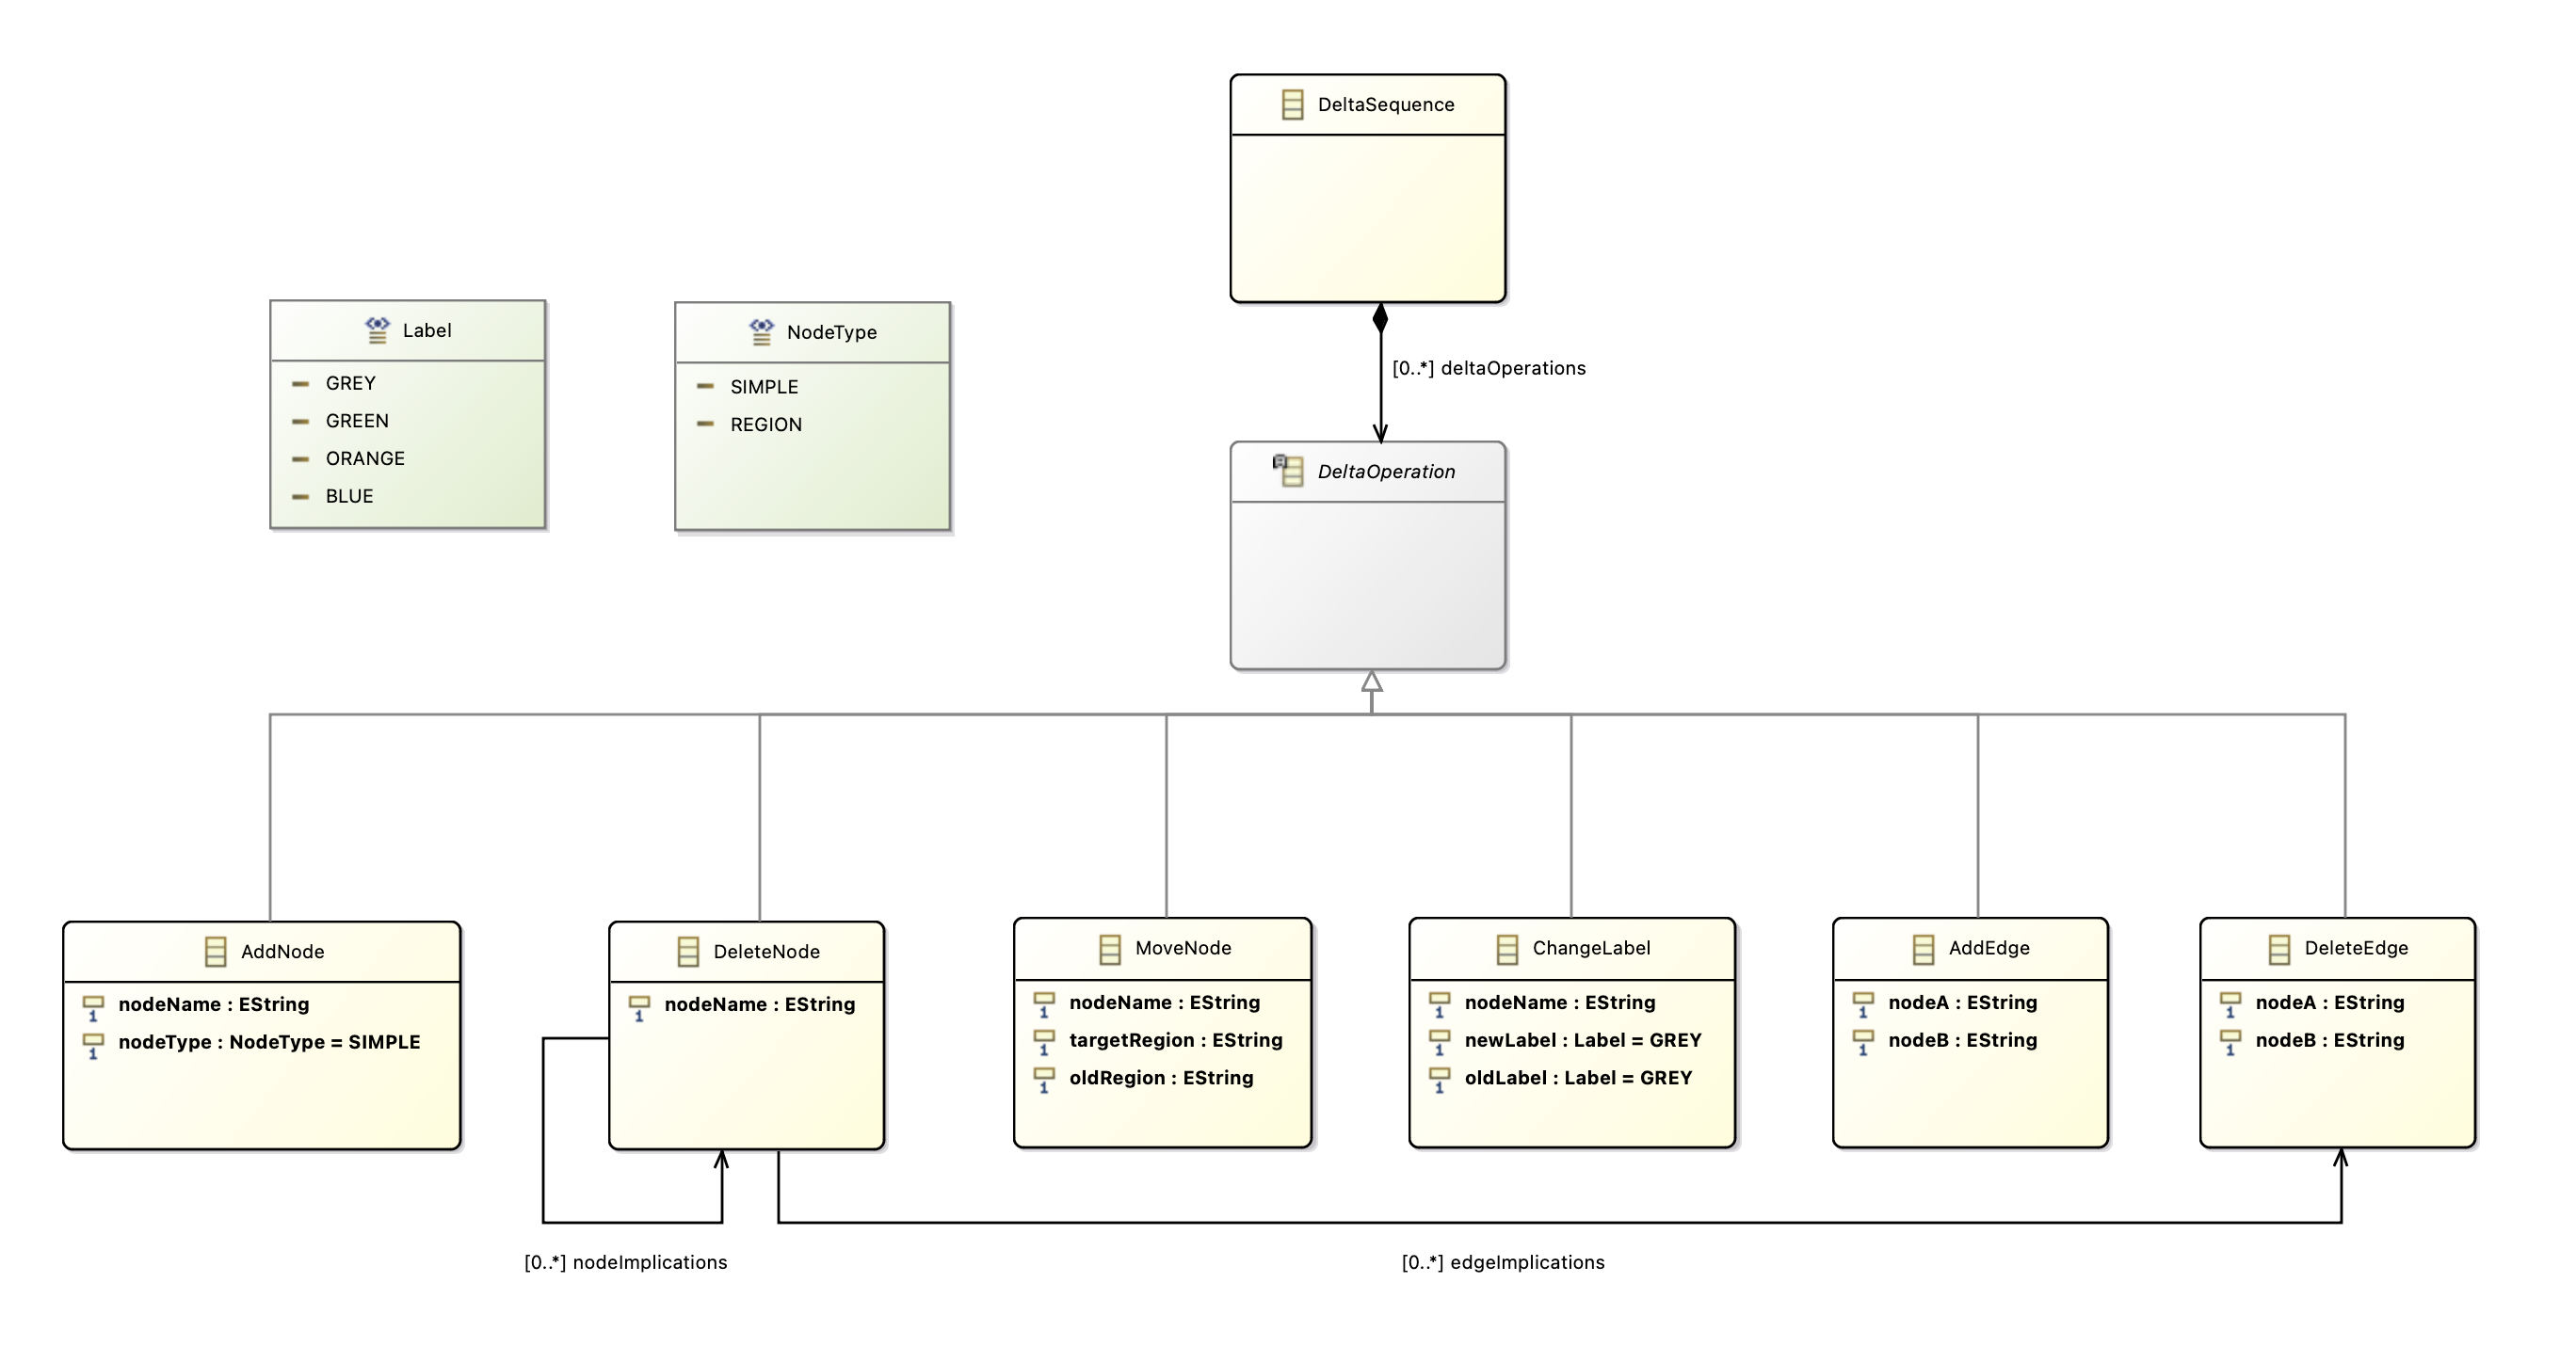 DeltaSequence
[0..*] deltaOperations
Label
GREY
GREEN
ORANGE
BLUE
NodeType
SIMPLE
REGION
DeltaOperation
AddNode
nodeName : EString
nodeType : NodeType = SIMPLE
DeleteNode
nodeName : EString
MoveNode
nodeName : EString
targetRegion : EString
oldRegion : EString
ChangeLabel
nodeName : EString
newLabel : Label = GREY
oldLabel : Label = GREY
AddEdge
nodeA : EString
nodeB : EString
DeleteEdge
nodeA : EString
nodeB : EString
[0..*] nodeImplications
[0..*] edgeImplications